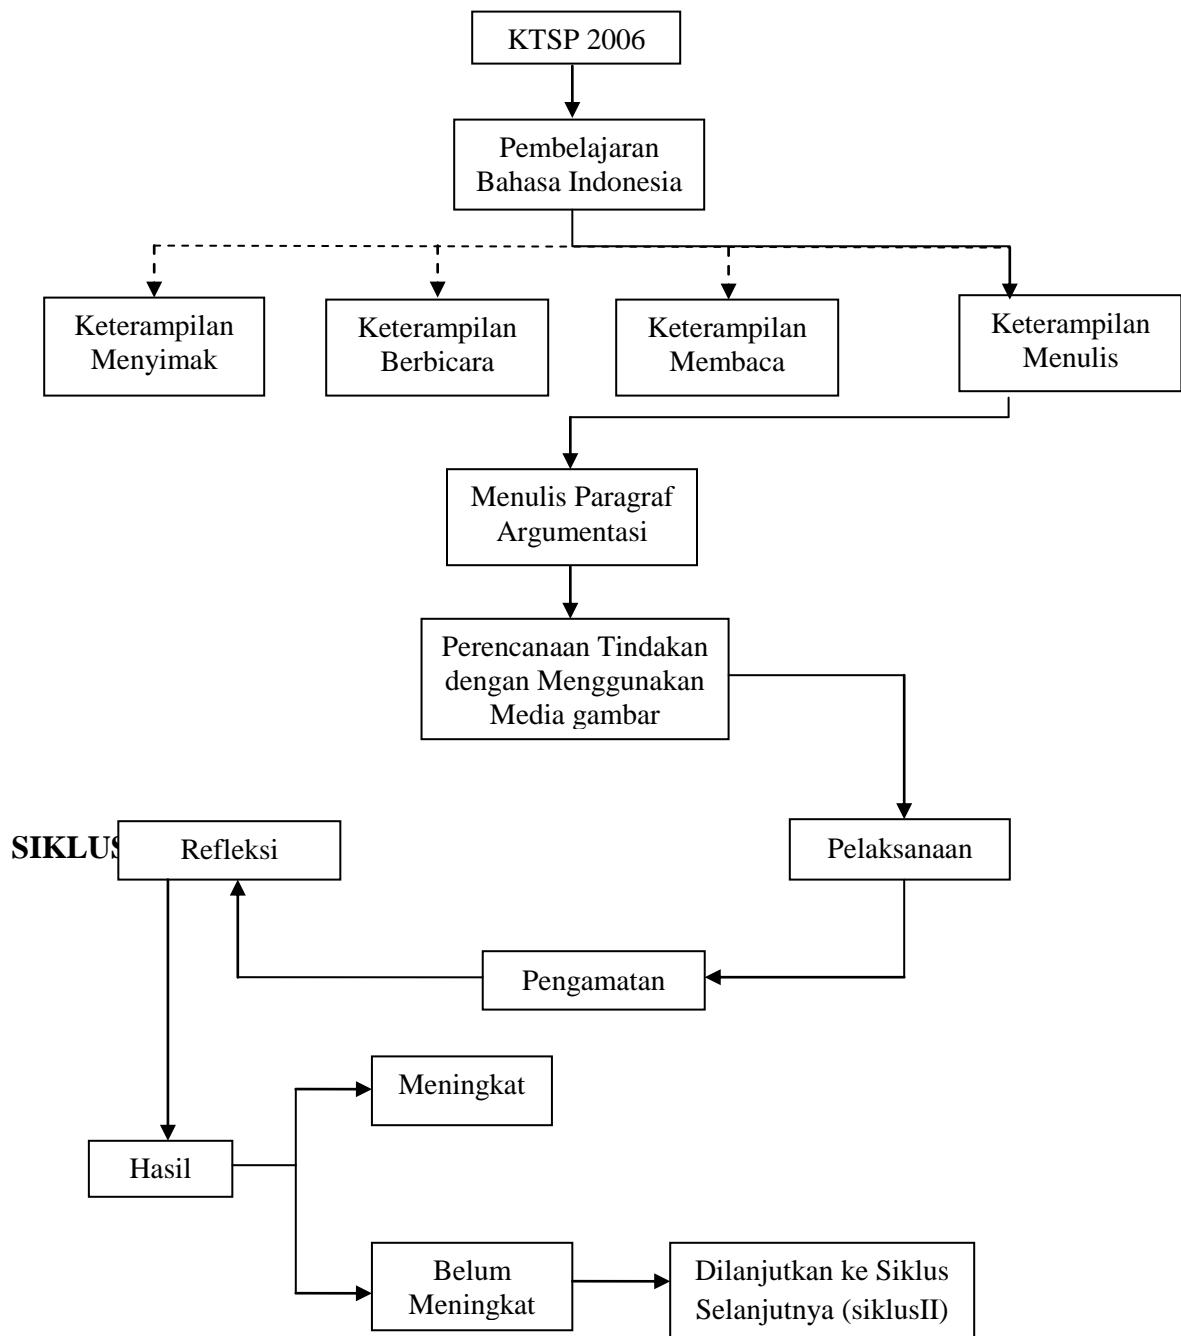 KTSP 2006
Pembelajaran
Bahasa Indonesia
Keterampilan
Menyimak
Keterampilan
Berbicara
Keterampilan
Membaca
Keterampilan
Menulis
Menulis Paragraf
Argumentasi
Perencanaan Tindakan
dengan Menggunakan
Media gambar
SIKLUS
Refleksi
Pelaksanaan
Pengamatan
Meningkat
Hasil
Belum
Meningkat
Dilanjutkan ke Siklus
Selanjutnya (siklusII)